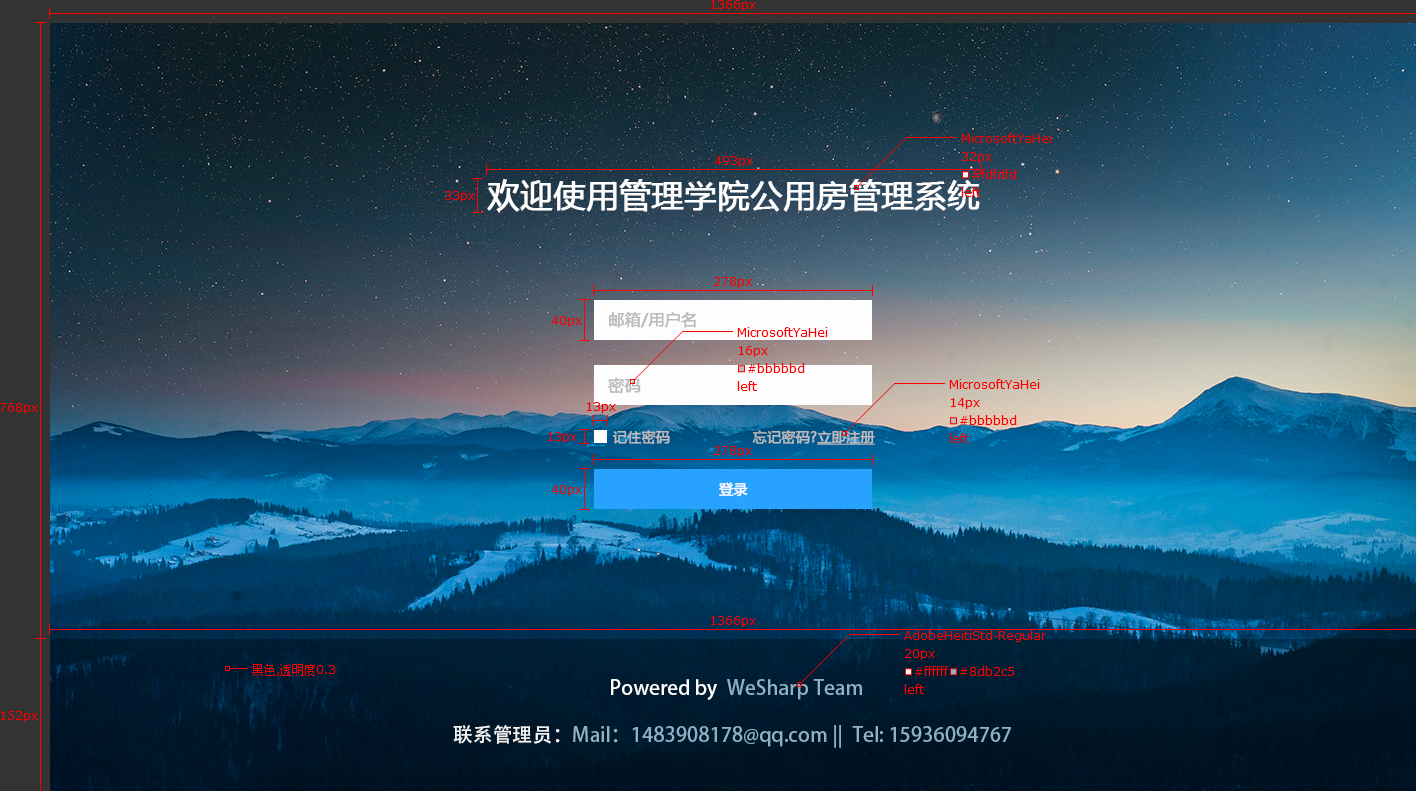 1366px
MicrosoftYaHei
32px
#fdfdfd
left
493px
33px
欢迎使用管理学院公用房管理系统
278px
40px
邮箱/用户名
MicrosoftYaHei
16px
#bbbbbd
left
密码
MicrosoftYaHei
14px
#bbbbbd
left
13px
768px
13px
记住密码
忘记密码?立即注册
278px
40px
登录
1366px
AdobeHeitiStd-Regular
20px
#ffffff #8db2c5
left
黑色,透明度0.3
Powered by WeSharp Team
152px
联系管理员：Mail：1483908178@qq.com || Tel: 15936094767